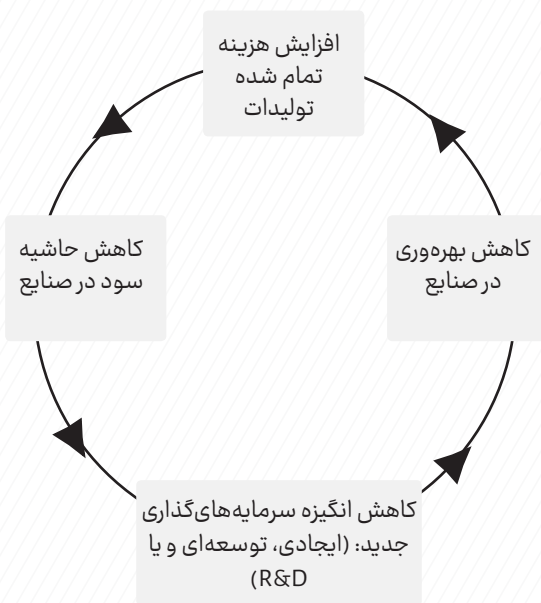 افزایش هزینه
تمام شده
تولیدات
کاهش بهره‌وری
در صنایع
کاهش حاشیه
سود در صنایع
کاهش انگیزه سرمایه‌های‌گذاری
جدید: (ایجادی، توسعه‌ای و یا
R&D)